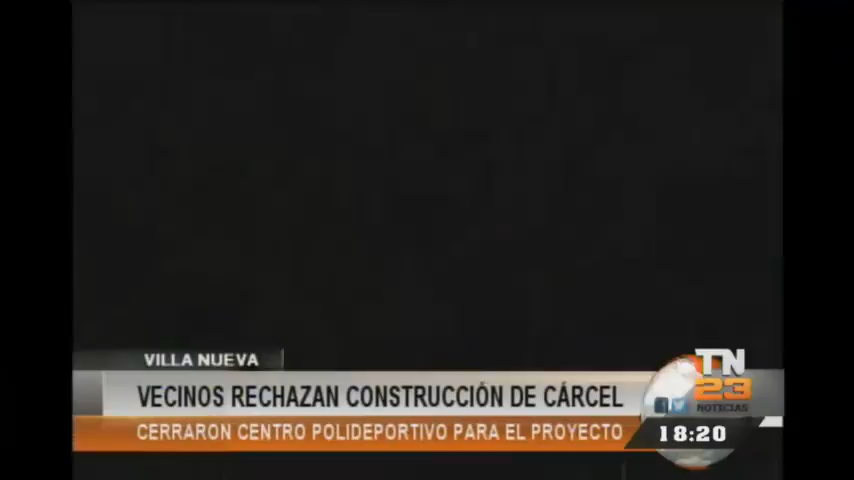 VILLA NUEVA
VECINOS RECHAZAN CONSTRUCCIÓN DE CÁRCEL
CERRARON CENTRO POLIDEPORTIVO PARA EL PROYECTO
TN
23
NOTICIAS
18:20